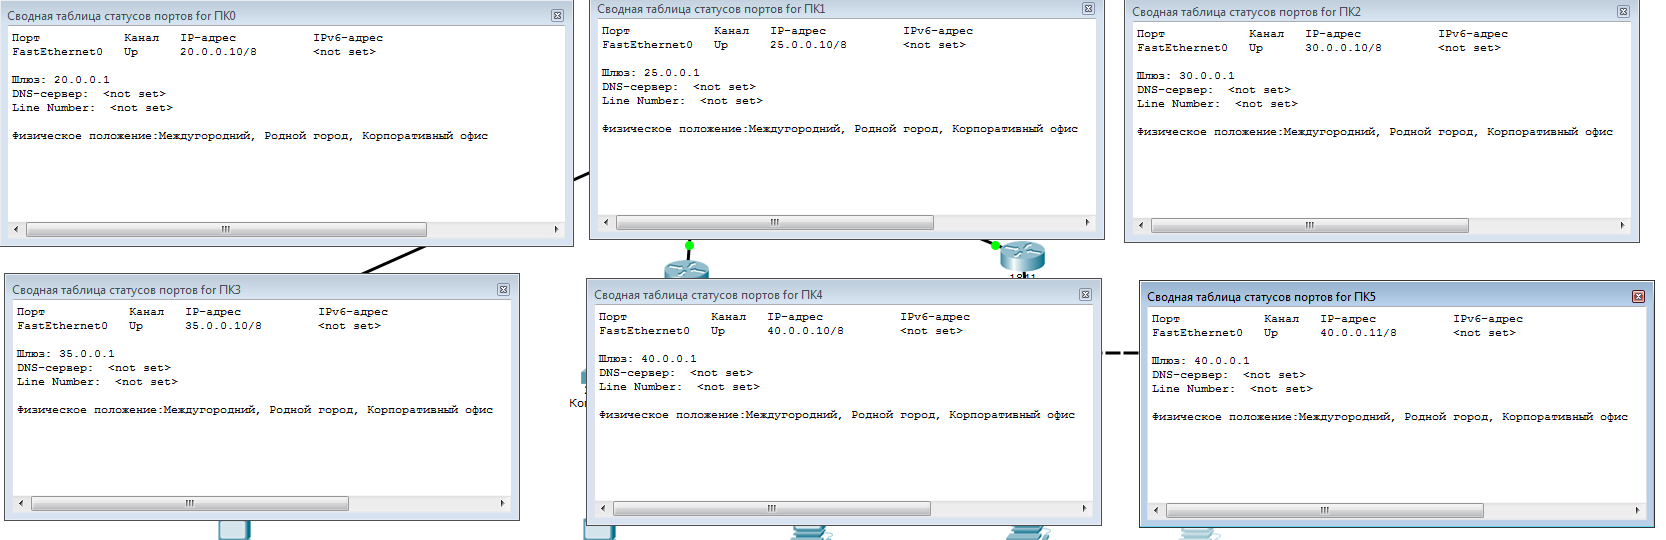 Сводная таблица статусов портов for ПК0
Порт Канал IP-адрес IPv6-адрес
FastEthernet0 Up 20.0.0.10/8 <not set>
Шлюз: 20.0.0.1
DNS-сервер: <not set>
Line Number: <not set>
Физическое положение:Междугородний, Родной город, Корпоративный офис
Сводная таблица статусов портов for ПК1
Порт Канал IP-адрес IPv6-адрес
FastEthernet0 Up 25.0.0.10/8 <not set>
Шлюз: 25.0.0.1
DNS-сервер: <not set>
Line Number: <not set>
Физическое положение:Междугородний, Родной город, Корпоративный офис
Сводная таблица статусов портов for ПК2
Порт Канал IP-адрес IPv6-адрес
FastEthernet0 Up 30.0.0.10/8 <not set>
Шлюз: 30.0.0.1
DNS-сервер: <not set>
Line Number: <not set>
Физическое положение:Междугородний, Родной город, Корпоративный офис
Сводная таблица статусов портов for ПК3
Порт Канал IP-адрес IPv6-адрес
FastEthernet0 Up 35.0.0.10/8 <not set>
Шлюз: 35.0.0.1
DNS-сервер: <not set>
Line Number: <not set>
Физическое положение:Междугородний, Родной город, Корпоративный офис
Сводная таблица статусов портов for ПК4
Порт Канал IP-адрес IPv6-адрес
FastEthernet0 Up 40.0.0.10/8 <not set>
Шлюз: 40.0.0.1
DNS-сервер: <not set>
Line Number: <not set>
Физическое положение:Междугородний, Родной город, Корпоративный офис
Сводная таблица статусов портов for ПК5
Порт Канал IP-адрес IPv6-адрес
FastEthernet0 Up 40.0.0.11/8 <not set>
Шлюз: 40.0.0.1
DNS-сервер: <not set>
Line Number: <not set>
Физическое положение:Междугородний, Родной город, Корпоративный офис